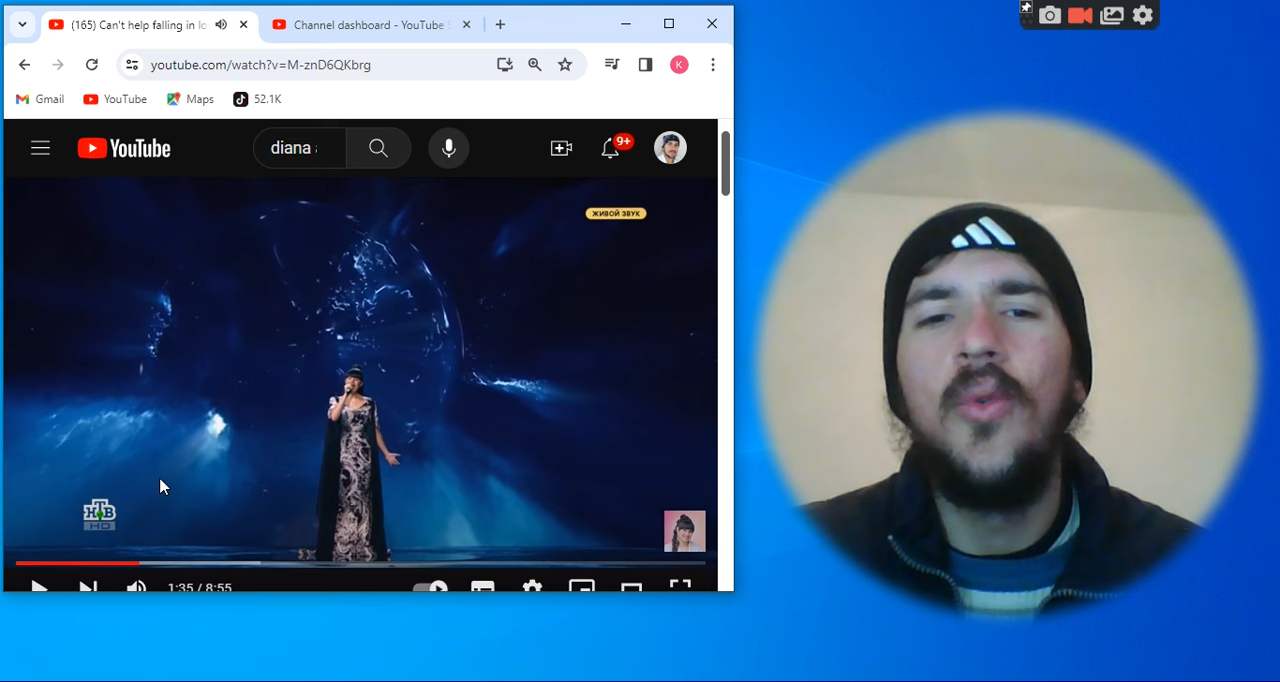 (165) Can't help falling in lo
Channel dashboard - YouTube S
youtube.com/watch?v=M-znD6QKbrg
K
Gmail
YouTube
Maps
52.1K
YouTube
diana
9+
ЖИВОЙ ЗВУК
НТВ
HD
1:35 / 8:55